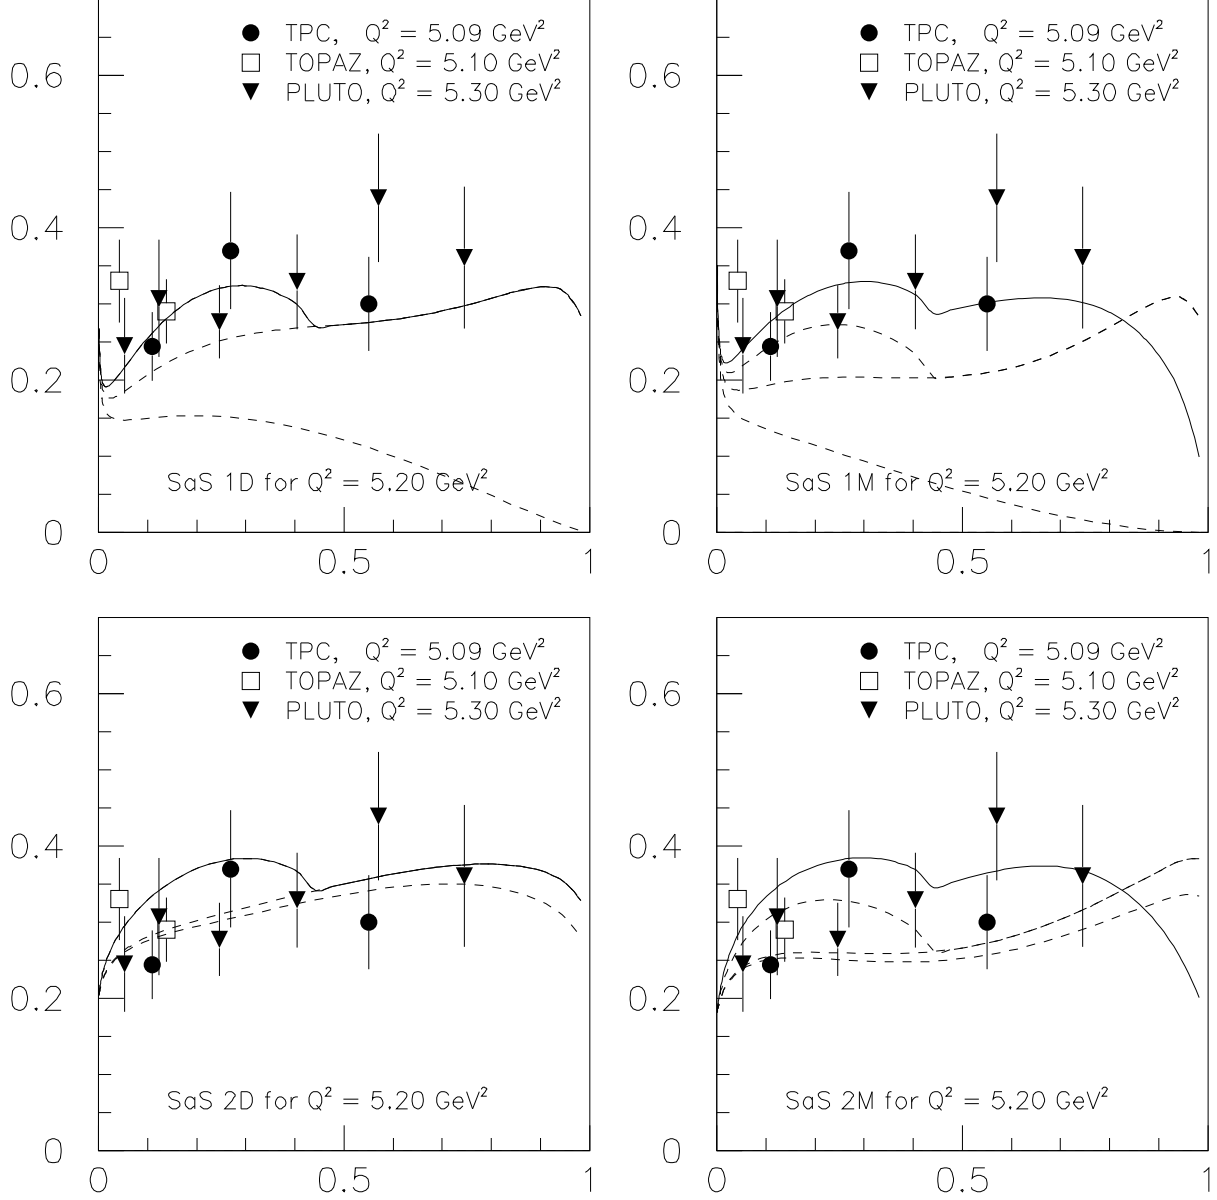 TPC, Q² = 5.09 GeV²
TOPAZ, Q² = 5.10 GeV²
PLUTO, Q² = 5.30 GeV²
0.6
0.4
0.2
0
SaS 1D for Q² = 5.20 GeV²
0 0.5 1
TPC, Q² = 5.09 GeV²
TOPAZ, Q² = 5.10 GeV²
PLUTO, Q² = 5.30 GeV²
0.6
0.4
0.2
0
SaS 1M for Q² = 5.20 GeV²
0 0.5 1
TPC, Q² = 5.09 GeV²
TOPAZ, Q² = 5.10 GeV²
PLUTO, Q² = 5.30 GeV²
0.6
0.4
0.2
0
SaS 2D for Q² = 5.20 GeV²
0 0.5 1
TPC, Q² = 5.09 GeV²
TOPAZ, Q² = 5.10 GeV²
PLUTO, Q² = 5.30 GeV²
0.6
0.4
0.2
0
SaS 2M for Q² = 5.20 GeV²
0 0.5 1